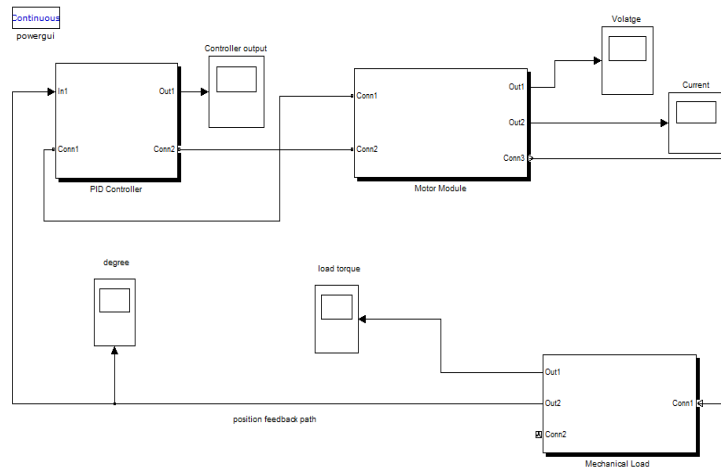 Continuous
powergui
Controller output
Volatge
In1
Out1
Conn1
Conn2
PID Controller
Conn1
Out1
Conn2
Out2
Conn3
Motor Module
Current
degree
load torque
Out1
Out2
Conn1
Conn2
position feedback path
Mechanical Load